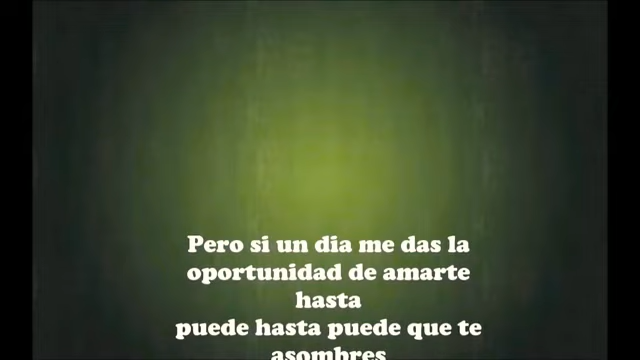 Pero si un dia me das la
oportunidad de amarte
hasta
puede hasta puede que te
asombres